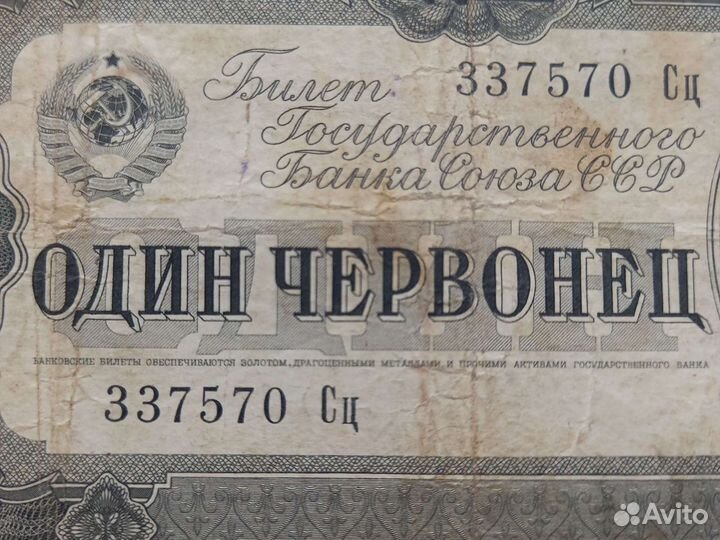 Билет 337570 Сц
Государственного
Банка Союза ССР
ОДИН
ОДИН ЧЕРВОНЕЦ
БАНКОВСКИЕ БИЛЕТЫ ОБЕСПЕЧИВАЮТСЯ ЗОЛОТОМ, ДРАГОЦЕННЫМИ МЕТАЛЛАМИ И ПРОЧИМИ АКТИВАМИ ГОСУДАРСТВЕННОГО БАНКА
337570 Сц
Avito